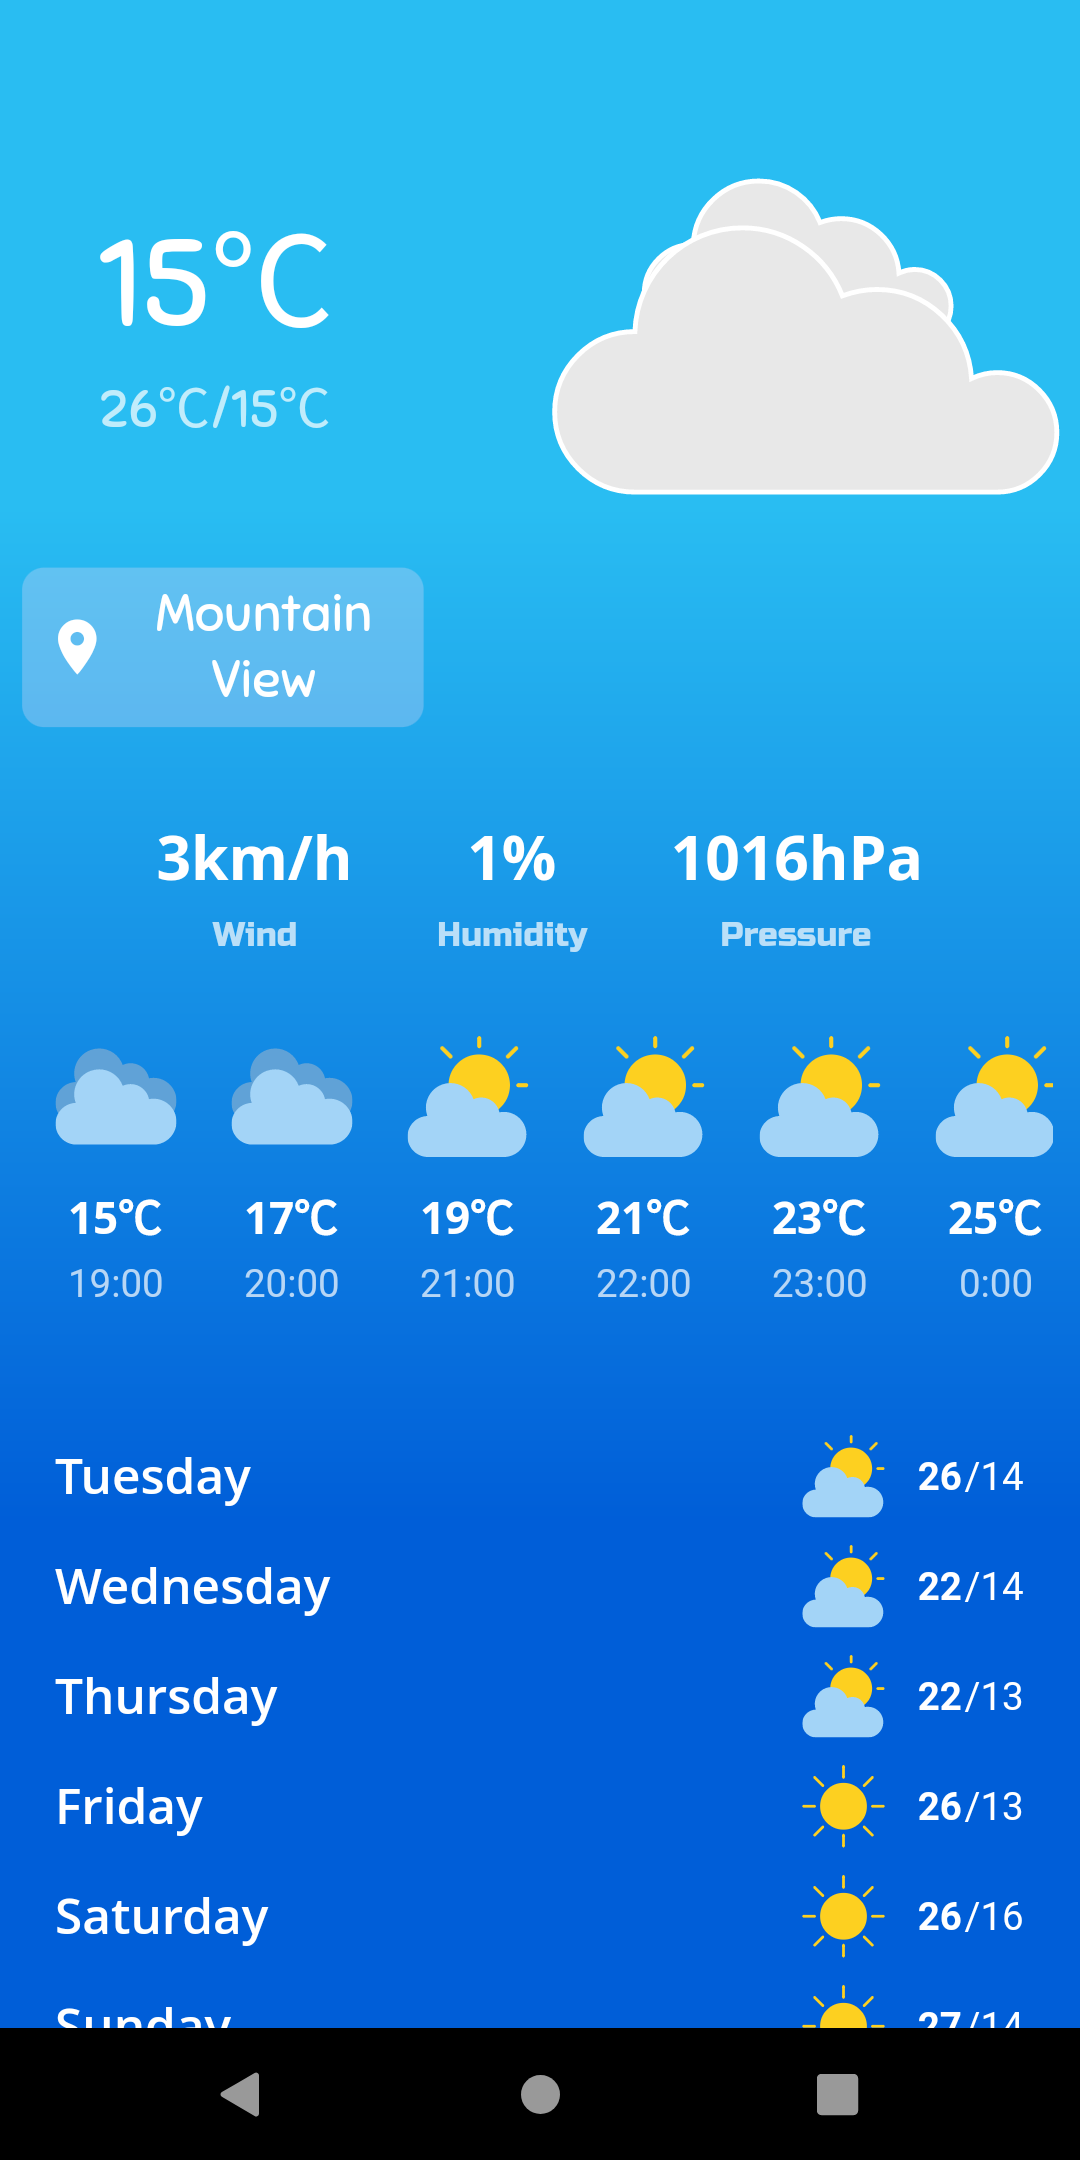 15°C
26°C/15°C
Mountain
View
3km/h 1% 1016hPa
Wind Humidity Pressure
15°C 17°C 19°C 21°C 23°C 25°C
19:00 20:00 21:00 22:00 23:00 0:00
Tuesday 26/14
Wednesday 22/14
Thursday 22/13
Friday 26/13
Saturday 26/16
Sunday 27/14